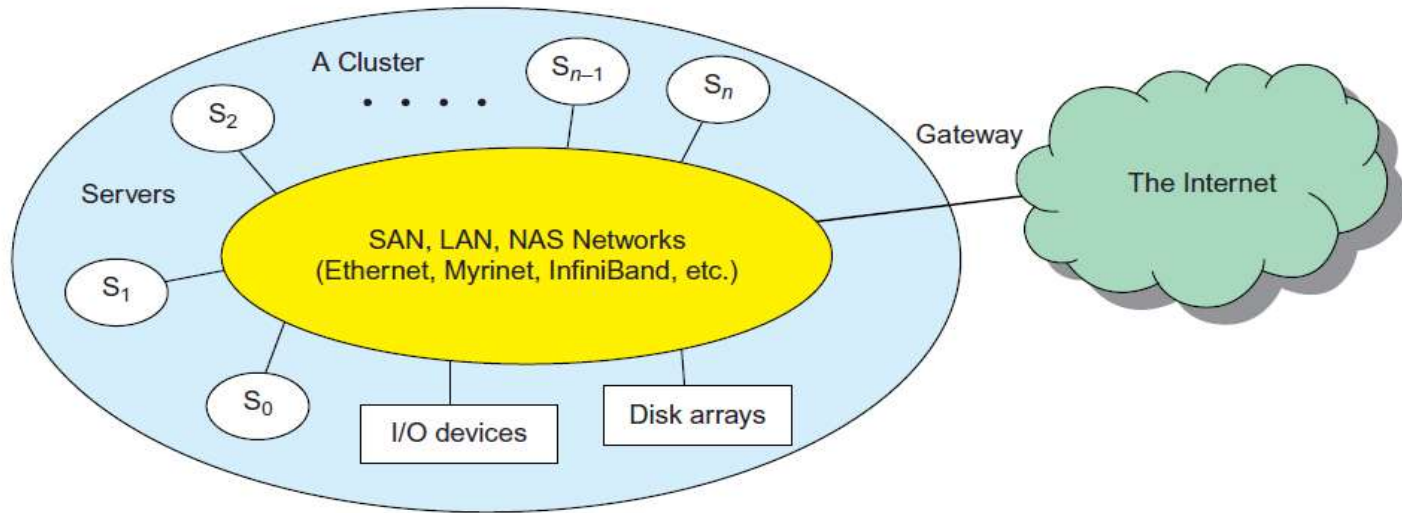 A Cluster
S₂
. . . .
Sₙ₋₁
Sₙ
Gateway
The Internet
Servers
SAN, LAN, NAS Networks
(Ethernet, Myrinet, InfiniBand, etc.)
S₁
S₀
I/O devices
Disk arrays